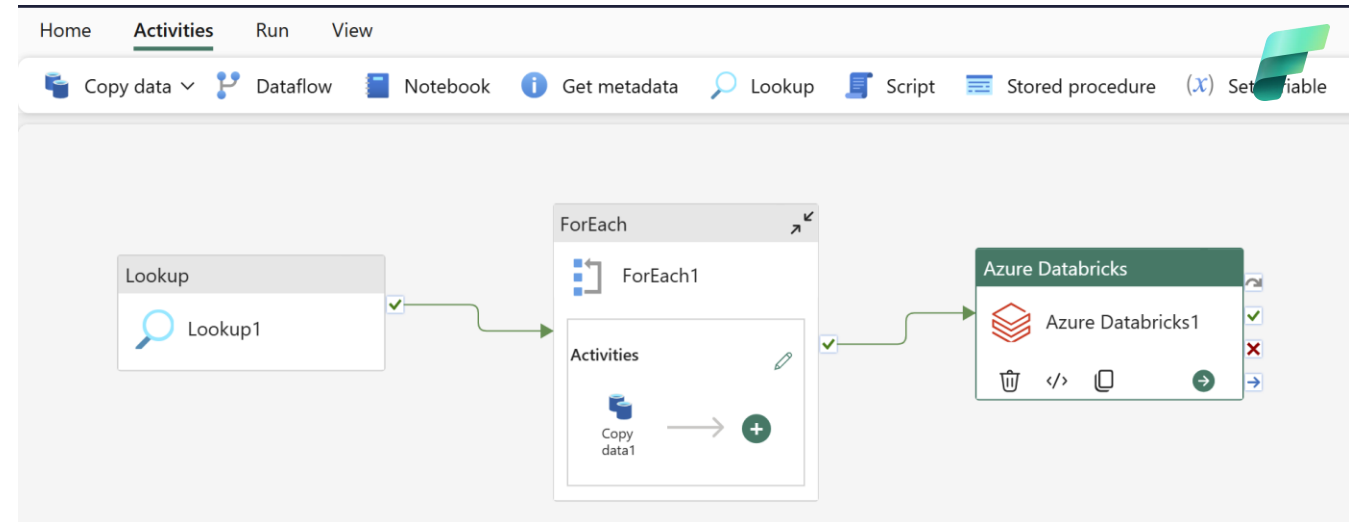 Home Activities Run View
Copy data Dataflow Notebook Get metadata Lookup Script Stored procedure (x) Set iable
ForEach
Lookup
Azure Databricks
ForEach1
Lookup1
Azure Databricks1
Activities
</>
Copy
data1